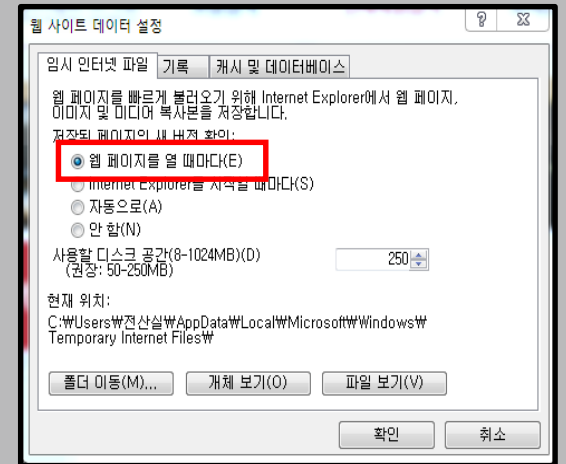 웹 사이트 데이터 설정
임시 인터넷 파일 기록 캐시 및 데이터베이스
웹 페이지를 빠르게 불러오기 위해 Internet Explorer에서 웹 페이지,
이미지 및 미디어 복사본을 저장합니다.
저장된 페이지의 새 버전 확인:
웹 페이지를 열 때마다(E)
Internet Explorer를 시작할 때마다(S)
자동으로(A)
안 함(N)
사용할 디스크 공간(8-1024MB)(D) 250
(권장: 50-250MB)
현재 위치:
C:₩Users₩전산실₩AppData₩Local₩Microsoft₩Windows₩
Temporary Internet Files₩
폴더 이동(M)... 개체 보기(O) 파일 보기(V)
확인 취소